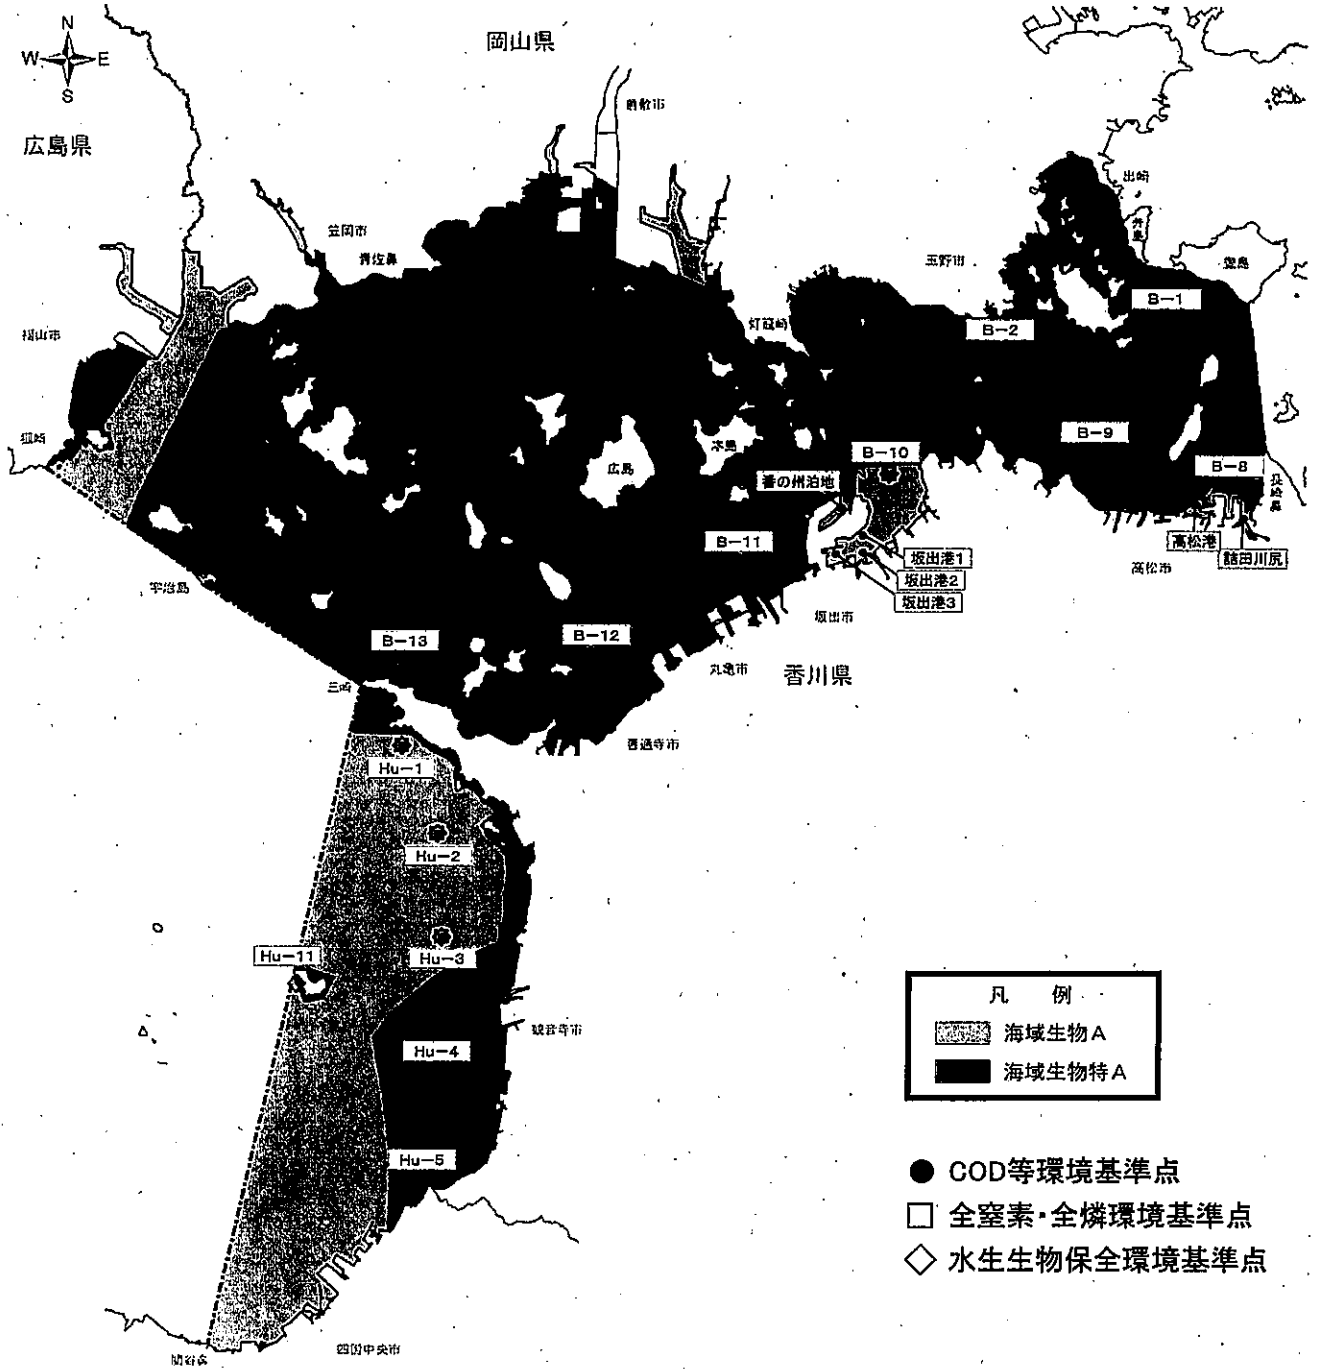 N
W
E
S
岡山県
倉敷市
広島県
出崎
笠岡市
青佐鼻
井島
玉野市
豊島
B-1
福山市
灯籠崎
B-2
B-9
本島
広島
B-10
B-8
番の州泊地
長崎鼻
B-11
坂出港1
高松港
詰田川尻
坂出港2
高松市
宇治島
坂出港3
坂出市
B-13
B-12
丸亀市
香川県
三崎
善通寺市
Hu-1
Hu-2
Hu-11
Hu-3
観音寺市
Hu-4
Hu-5
凡 例
海域生物A
海域生物特A
COD等環境基準点
全窒素・全燐環境基準点
水生生物保全環境基準点
四国中央市